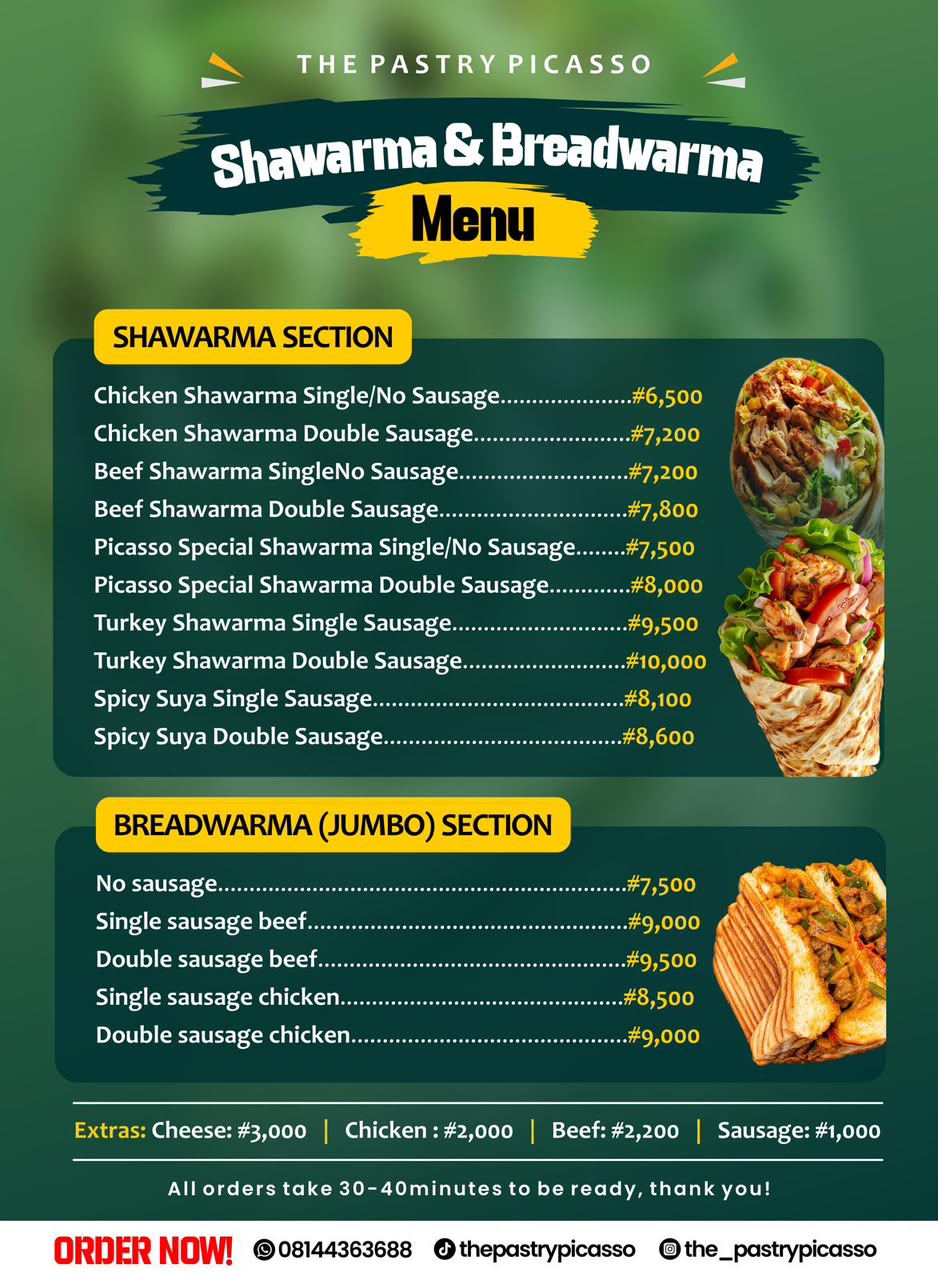 THE PASTRY PICASSO
Shawarma & Breadwarma
Menu
SHAWARMA SECTION
Chicken Shawarma Single/No Sausage.....................#6,500
Chicken Shawarma Double Sausage.........................#7,200
Beef Shawarma SingleNo Sausage...........................#7,200
Beef Shawarma Double Sausage..............................#7,800
Picasso Special Shawarma Single/No Sausage........#7,500
Picasso Special Shawarma Double Sausage.............#8,000
Turkey Shawarma Single Sausage............................#9,500
Turkey Shawarma Double Sausage..........................#10,000
Spicy Suya Single Sausage........................................#8,100
Spicy Suya Double Sausage......................................#8,600
BREADWARMA (JUMBO) SECTION
No sausage.................................................................#7,500
Single sausage beef...................................................#9,000
Double sausage beef.................................................#9,500
Single sausage chicken.............................................#8,500
Double sausage chicken............................................#9,000
Extras: Cheese: #3,000 | Chicken : #2,000 | Beef: #2,200 | Sausage: #1,000
All orders take 30-40minutes to be ready, thank you!
ORDER NOW! 08144363688 thepastrypicasso the_pastrypicasso